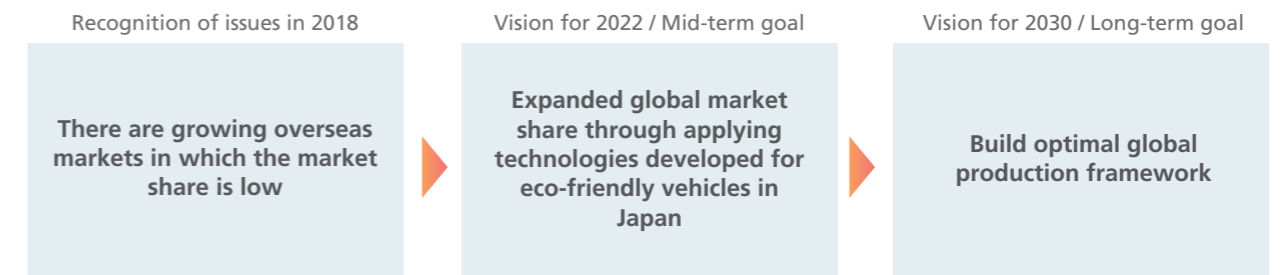 Recognition of issues in 2018
There are growing overseas
markets in which the market
share is low
Vision for 2022 / Mid-term goal
Expanded global market
share through applying
technologies developed for
eco-friendly vehicles in
Japan
Vision for 2030 / Long-term goal
Build optimal global
production framework